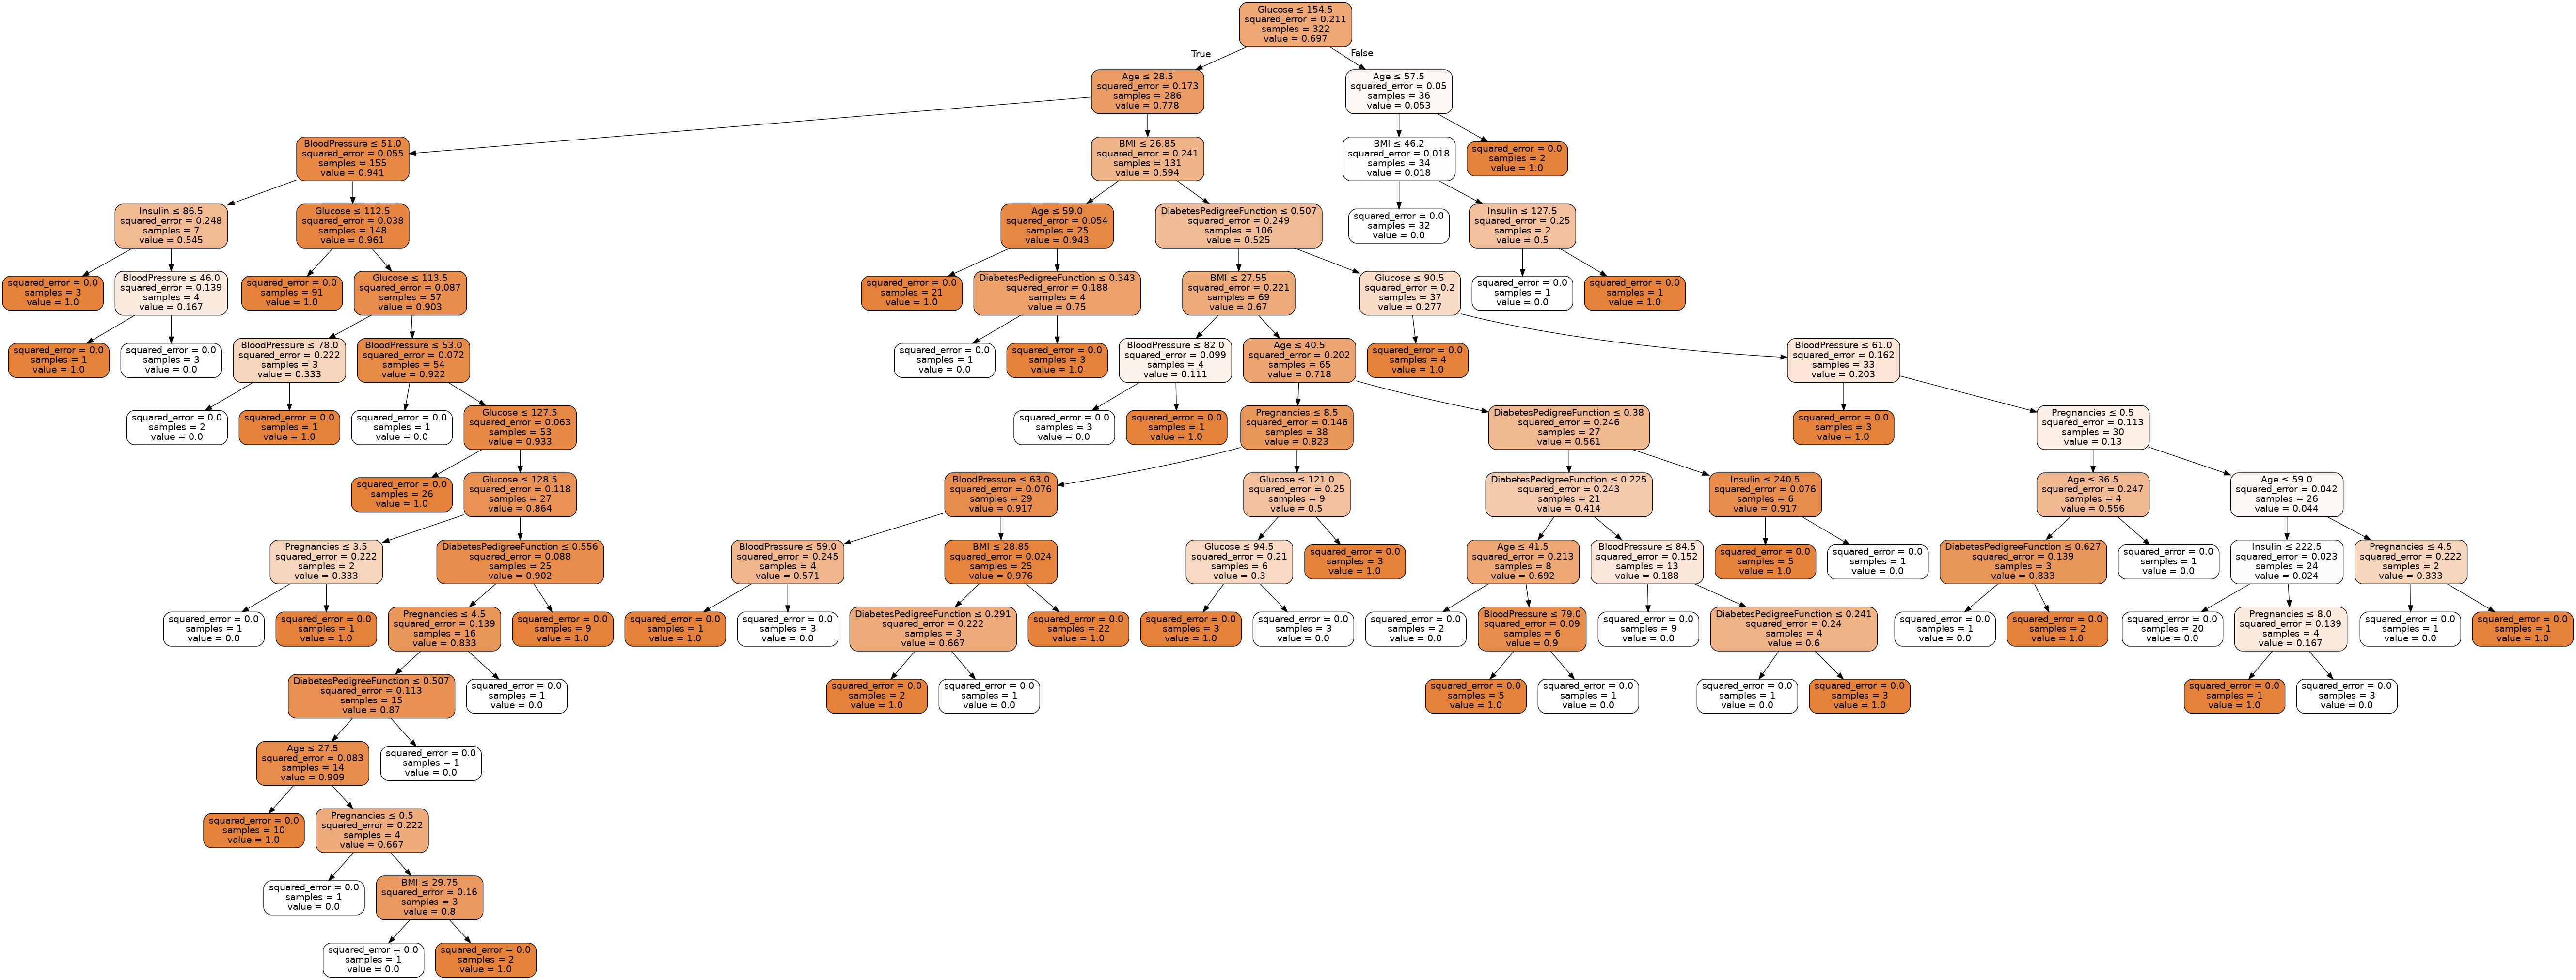 Glucose ≤ 154.5
squared_error = 0.211
samples = 322
value = 0.697
True
False
Age ≤ 28.5
squared_error = 0.173
samples = 286
value = 0.778
Age ≤ 57.5
squared_error = 0.05
samples = 36
value = 0.053
BloodPressure ≤ 51.0
squared_error = 0.055
samples = 155
value = 0.941
BMI ≤ 26.85
squared_error = 0.241
samples = 131
value = 0.594
BMI ≤ 46.2
squared_error = 0.018
samples = 34
value = 0.018
squared_error = 0.0
samples = 2
value = 1.0
Insulin ≤ 86.5
squared_error = 0.248
samples = 7
value = 0.545
Glucose ≤ 112.5
squared_error = 0.038
samples = 148
value = 0.961
Age ≤ 59.0
squared_error = 0.054
samples = 25
value = 0.943
DiabetesPedigreeFunction ≤ 0.507
squared_error = 0.249
samples = 106
value = 0.525
squared_error = 0.0
samples = 32
value = 0.0
Insulin ≤ 127.5
squared_error = 0.25
samples = 2
value = 0.5
squared_error = 0.0
samples = 3
value = 1.0
BloodPressure ≤ 46.0
squared_error = 0.139
samples = 4
value = 0.167
squared_error = 0.0
samples = 91
value = 1.0
Glucose ≤ 113.5
squared_error = 0.087
samples = 57
value = 0.903
squared_error = 0.0
samples = 21
value = 1.0
DiabetesPedigreeFunction ≤ 0.343
squared_error = 0.188
samples = 4
value = 0.75
BMI ≤ 27.55
squared_error = 0.221
samples = 69
value = 0.67
Glucose ≤ 90.5
squared_error = 0.2
samples = 37
value = 0.277
squared_error = 0.0
samples = 1
value = 0.0
squared_error = 0.0
samples = 1
value = 1.0
squared_error = 0.0
samples = 1
value = 1.0
squared_error = 0.0
samples = 3
value = 0.0
BloodPressure ≤ 78.0
squared_error = 0.222
samples = 3
value = 0.333
BloodPressure ≤ 53.0
squared_error = 0.072
samples = 54
value = 0.922
squared_error = 0.0
samples = 1
value = 0.0
squared_error = 0.0
samples = 3
value = 1.0
BloodPressure ≤ 82.0
squared_error = 0.099
samples = 4
value = 0.111
Age ≤ 40.5
squared_error = 0.202
samples = 65
value = 0.718
squared_error = 0.0
samples = 4
value = 1.0
BloodPressure ≤ 61.0
squared_error = 0.162
samples = 33
value = 0.203
squared_error = 0.0
samples = 2
value = 0.0
squared_error = 0.0
samples = 1
value = 1.0
squared_error = 0.0
samples = 1
value = 0.0
Glucose ≤ 127.5
squared_error = 0.063
samples = 53
value = 0.933
squared_error = 0.0
samples = 3
value = 0.0
squared_error = 0.0
samples = 1
value = 1.0
Pregnancies ≤ 8.5
squared_error = 0.146
samples = 38
value = 0.823
DiabetesPedigreeFunction ≤ 0.38
squared_error = 0.246
samples = 27
value = 0.561
squared_error = 0.0
samples = 3
value = 1.0
Pregnancies ≤ 0.5
squared_error = 0.113
samples = 30
value = 0.13
squared_error = 0.0
samples = 26
value = 1.0
Glucose ≤ 128.5
squared_error = 0.118
samples = 27
value = 0.864
BloodPressure ≤ 63.0
squared_error = 0.076
samples = 29
value = 0.917
Glucose ≤ 121.0
squared_error = 0.25
samples = 9
value = 0.5
DiabetesPedigreeFunction ≤ 0.225
squared_error = 0.243
samples = 21
value = 0.414
Insulin ≤ 240.5
squared_error = 0.076
samples = 6
value = 0.917
Age ≤ 36.5
squared_error = 0.247
samples = 4
value = 0.556
Age ≤ 59.0
squared_error = 0.042
samples = 26
value = 0.044
Pregnancies ≤ 3.5
squared_error = 0.222
samples = 2
value = 0.333
DiabetesPedigreeFunction ≤ 0.556
squared_error = 0.088
samples = 25
value = 0.902
BloodPressure ≤ 59.0
squared_error = 0.245
samples = 4
value = 0.571
BMI ≤ 28.85
squared_error = 0.024
samples = 25
value = 0.976
Glucose ≤ 94.5
squared_error = 0.21
samples = 6
value = 0.3
squared_error = 0.0
samples = 3
value = 1.0
Age ≤ 41.5
squared_error = 0.213
samples = 8
value = 0.692
BloodPressure ≤ 84.5
squared_error = 0.152
samples = 13
value = 0.188
squared_error = 0.0
samples = 5
value = 1.0
squared_error = 0.0
samples = 1
value = 0.0
DiabetesPedigreeFunction ≤ 0.627
squared_error = 0.139
samples = 3
value = 0.833
squared_error = 0.0
samples = 1
value = 0.0
Insulin ≤ 222.5
squared_error = 0.023
samples = 24
value = 0.024
Pregnancies ≤ 4.5
squared_error = 0.222
samples = 2
value = 0.333
squared_error = 0.0
samples = 1
value = 0.0
squared_error = 0.0
samples = 1
value = 1.0
Pregnancies ≤ 4.5
squared_error = 0.139
samples = 16
value = 0.833
squared_error = 0.0
samples = 9
value = 1.0
squared_error = 0.0
samples = 1
value = 1.0
squared_error = 0.0
samples = 3
value = 0.0
DiabetesPedigreeFunction ≤ 0.291
squared_error = 0.222
samples = 3
value = 0.667
squared_error = 0.0
samples = 22
value = 1.0
squared_error = 0.0
samples = 3
value = 1.0
squared_error = 0.0
samples = 3
value = 0.0
squared_error = 0.0
samples = 2
value = 0.0
BloodPressure ≤ 79.0
squared_error = 0.09
samples = 6
value = 0.9
squared_error = 0.0
samples = 9
value = 0.0
DiabetesPedigreeFunction ≤ 0.241
squared_error = 0.24
samples = 4
value = 0.6
squared_error = 0.0
samples = 1
value = 0.0
squared_error = 0.0
samples = 2
value = 1.0
squared_error = 0.0
samples = 20
value = 0.0
Pregnancies ≤ 8.0
squared_error = 0.139
samples = 4
value = 0.167
squared_error = 0.0
samples = 1
value = 0.0
squared_error = 0.0
samples = 1
value = 1.0
DiabetesPedigreeFunction ≤ 0.507
squared_error = 0.113
samples = 15
value = 0.87
squared_error = 0.0
samples = 1
value = 0.0
squared_error = 0.0
samples = 2
value = 1.0
squared_error = 0.0
samples = 1
value = 0.0
squared_error = 0.0
samples = 5
value = 1.0
squared_error = 0.0
samples = 1
value = 0.0
squared_error = 0.0
samples = 1
value = 0.0
squared_error = 0.0
samples = 3
value = 1.0
squared_error = 0.0
samples = 1
value = 1.0
squared_error = 0.0
samples = 3
value = 0.0
Age ≤ 27.5
squared_error = 0.083
samples = 14
value = 0.909
squared_error = 0.0
samples = 1
value = 0.0
squared_error = 0.0
samples = 10
value = 1.0
Pregnancies ≤ 0.5
squared_error = 0.222
samples = 4
value = 0.667
squared_error = 0.0
samples = 1
value = 0.0
BMI ≤ 29.75
squared_error = 0.16
samples = 3
value = 0.8
squared_error = 0.0
samples = 1
value = 0.0
squared_error = 0.0
samples = 2
value = 1.0